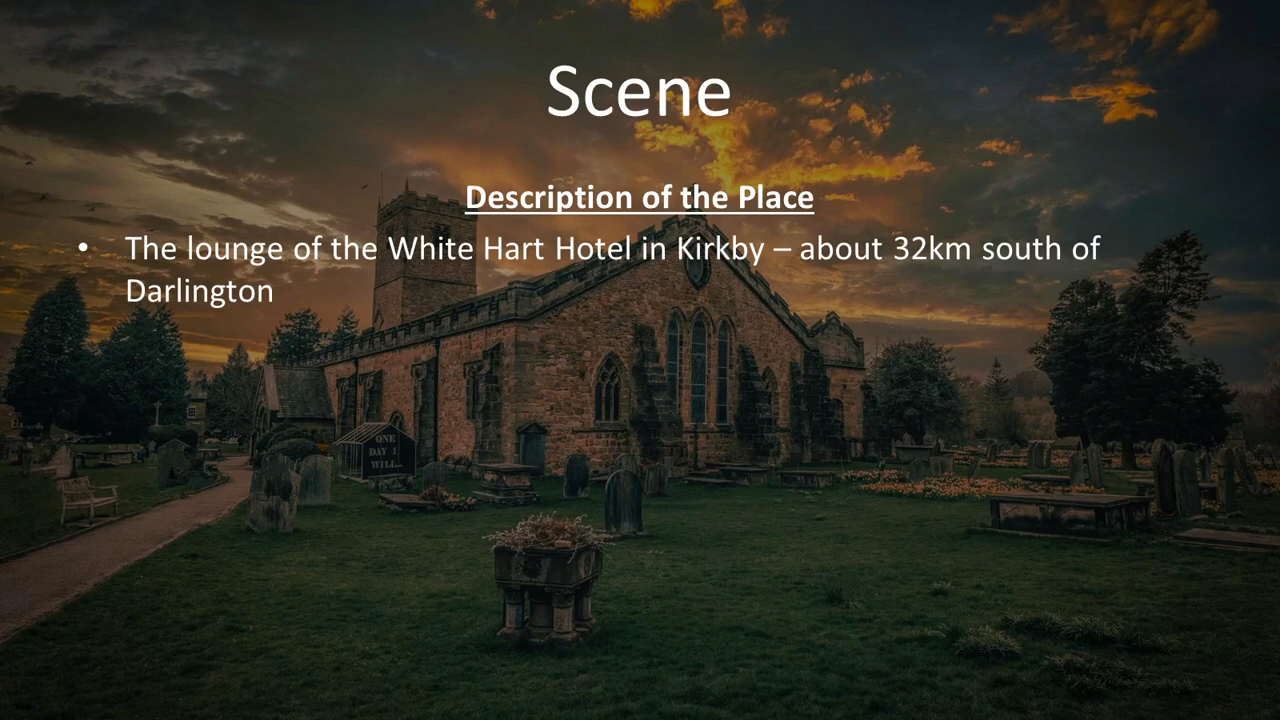 Scene
Description of the Place
• The lounge of the White Hart Hotel in Kirkby – about 32km south of
Darlington
ONE
DAY I
WILL...